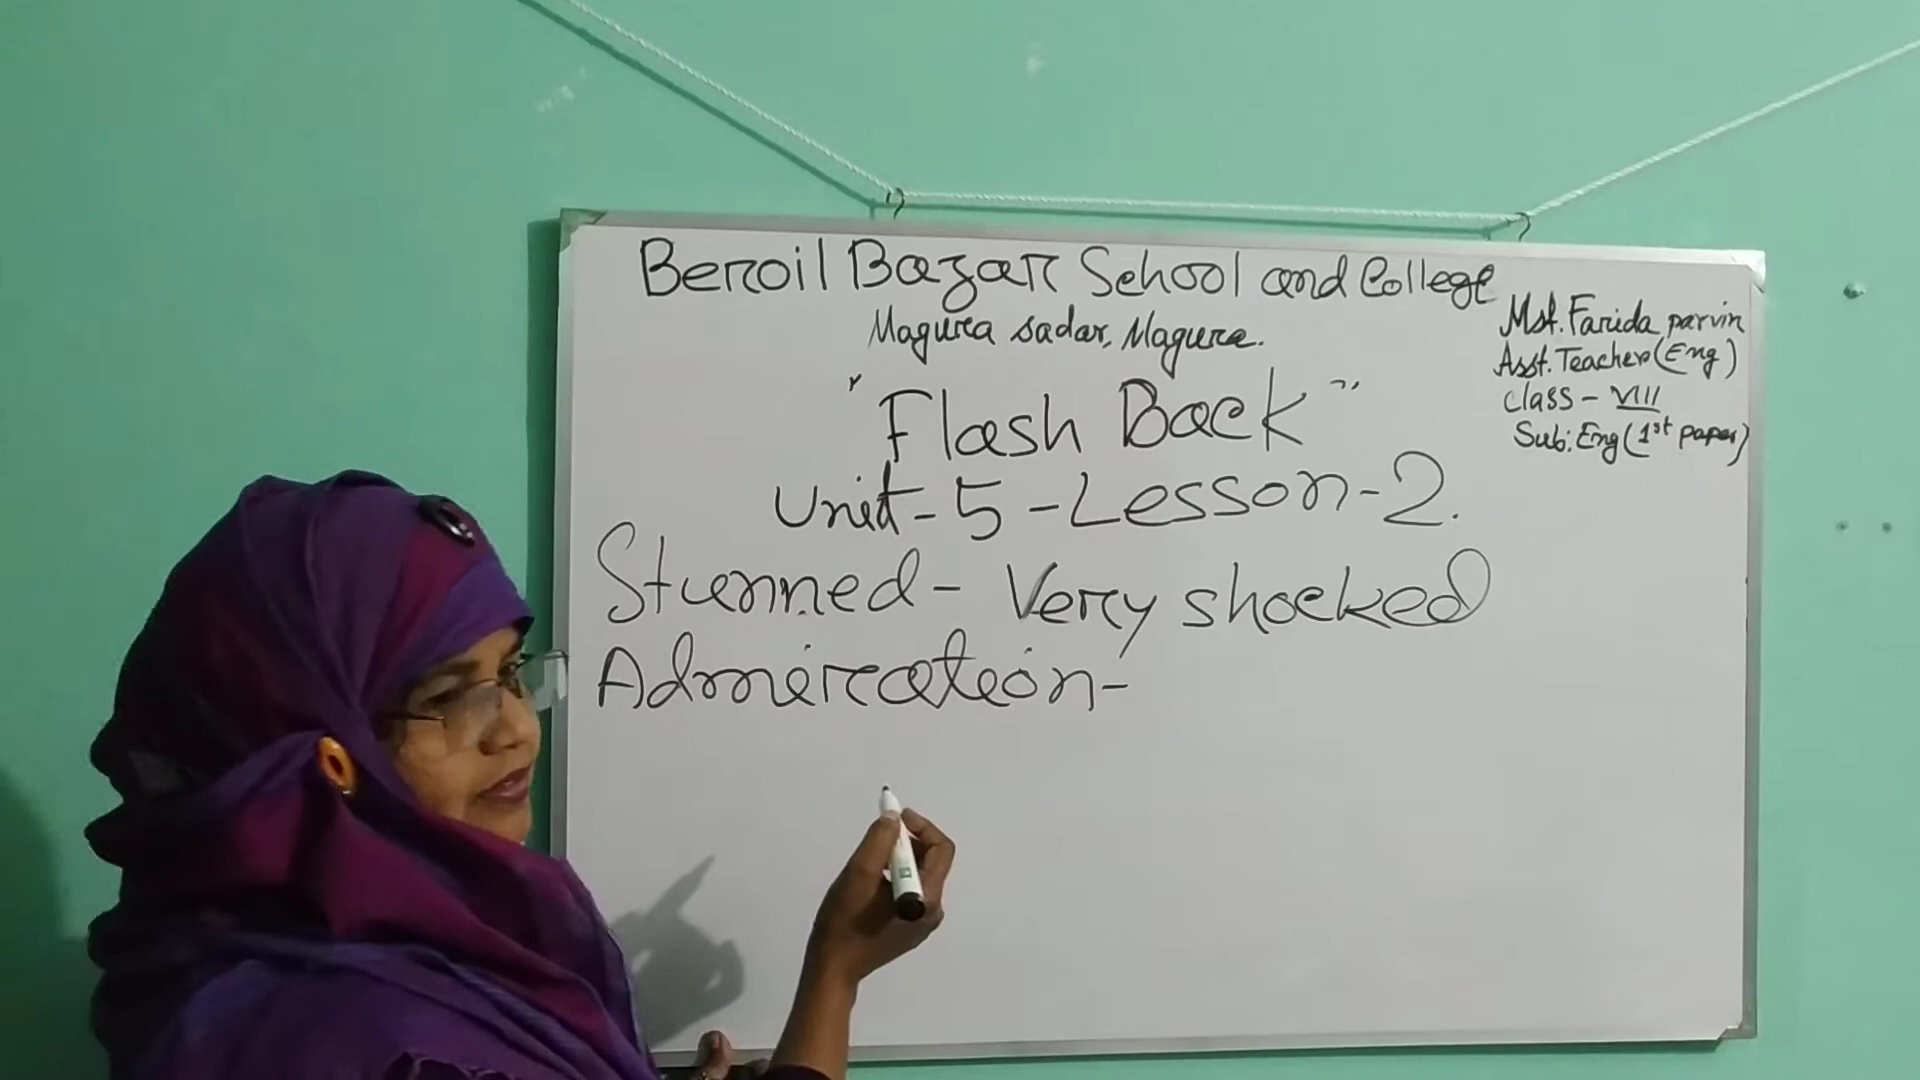 Beroil Bazar School and College
Magura sadar, Magura.
"Flash Back"
Unit-5-Lesson-2.
Stunned- Very shocked
Admiration-
Mst. Farida parvin
Asst. Teacher (Eng)
Class- VIII
Sub: Eng (1st paper)